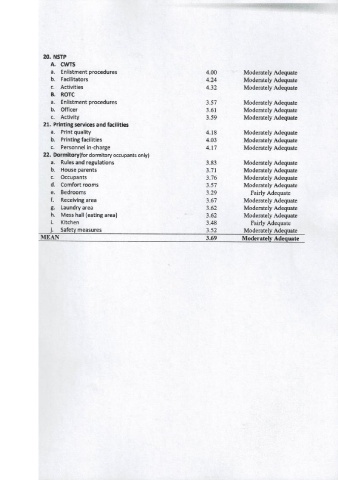 20. NSTP
A. CWTS
a. Enlistment procedures 4.00 Moderately Adequate
b. Facilitators 4.24 Moderately Adequate
c. Activities 4.32 Moderately Adequate
B. ROTC
a. Enlistment procedures 3.57 Moderately Adequate
b. Officer 3.61 Moderately Adequate
c. Activity 3.59 Moderately Adequate
21. Printing services and facilities
a. Print quality 4.18 Moderately Adequate
b. Printing facilities 4.03 Moderately Adequate
c. Personnel in-charge 4.17 Moderately Adequate
22. Dormitory(for dormitory occupants only)
a. Rules and regulations 3.83 Moderately Adequate
b. House parents 3.71 Moderately Adequate
c. Occupants 3.76 Moderately Adequate
d. Comfort rooms 3.57 Moderately Adequate
e. Bedrooms 3.29 Fairly Adequate
f. Receiving area 3.67 Moderately Adequate
g. Laundry area 3.62 Moderately Adequate
h. Mess hall (eating area) 3.62 Moderately Adequate
i. Kitchen 3.48 Fairly Adequate
j. Safety measures 3.52 Moderately Adequate
MEAN 3.69 Moderately Adequate